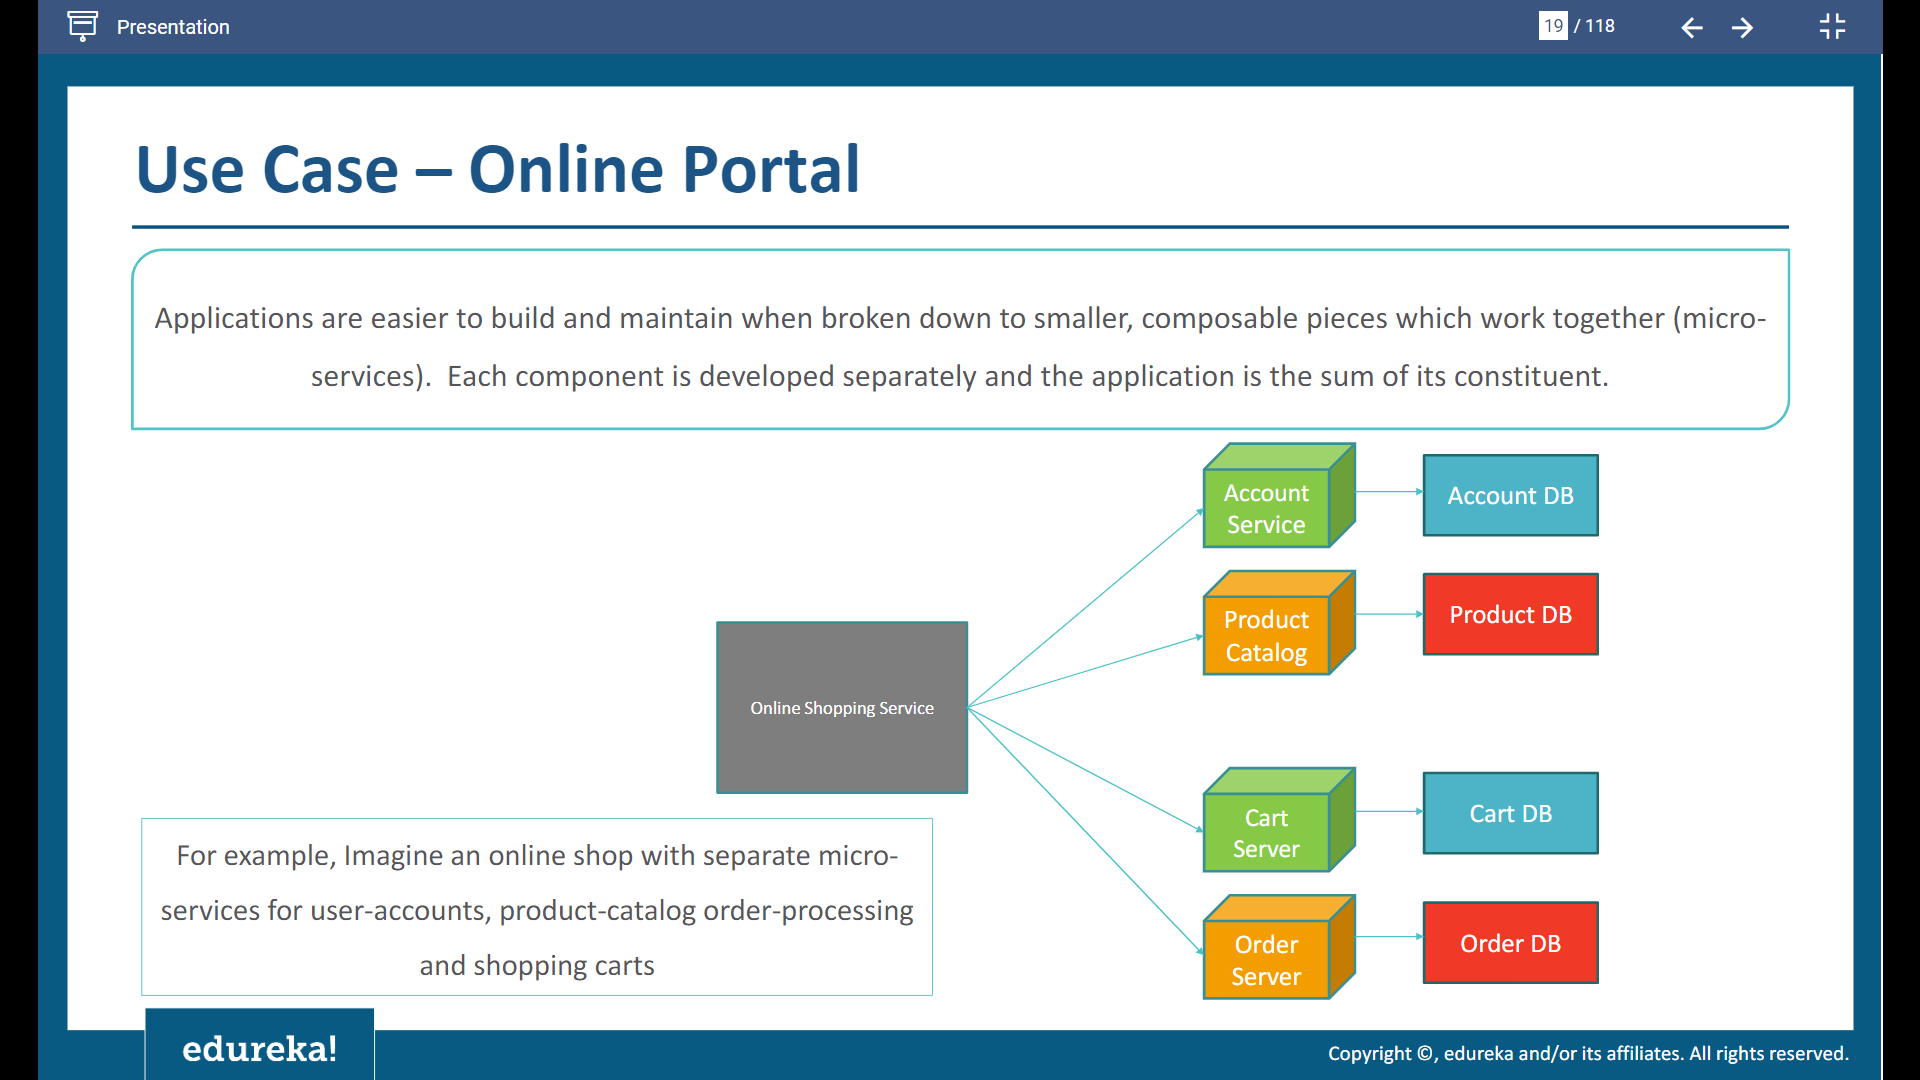 Presentation
19 / 118
Use Case – Online Portal
Applications are easier to build and maintain when broken down to smaller, composable pieces which work together (micro-
services).  Each component is developed separately and the application is the sum of its constituent.
Account
Service
Account DB
Product
Catalog
Product DB
Online Shopping Service
Cart
Server
Cart DB
For example, Imagine an online shop with separate micro-
services for user-accounts, product-catalog order-processing
and shopping carts
Order
Server
Order DB
edureka!
Copyright ©, edureka and/or its affiliates. All rights reserved.